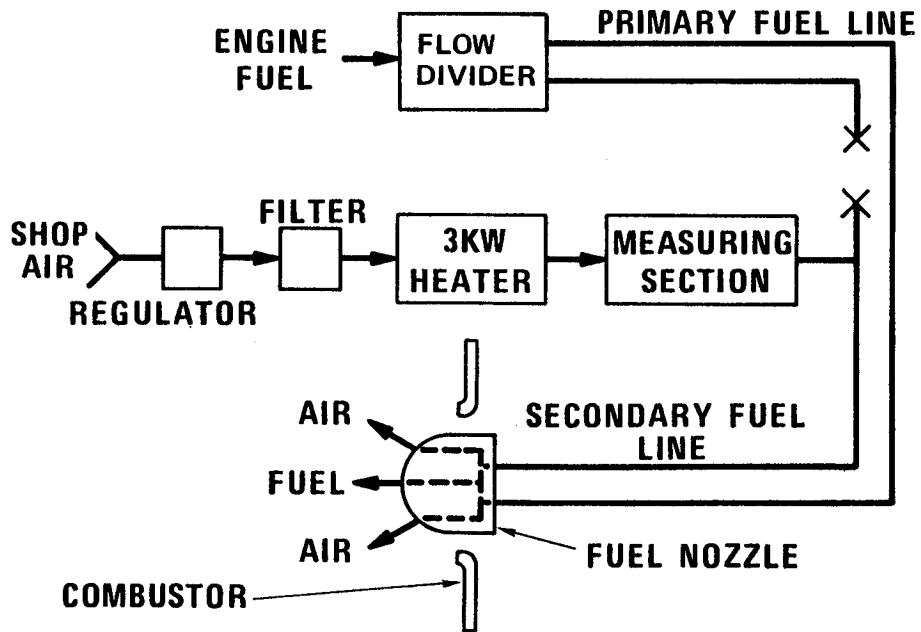 PRIMARY FUEL LINE
ENGINE
FUEL
FLOW
DIVIDER
SHOP
AIR
REGULATOR
FILTER
3KW
HEATER
MEASURING
SECTION
AIR
FUEL
AIR
SECONDARY FUEL
LINE
FUEL NOZZLE
COMBUSTOR